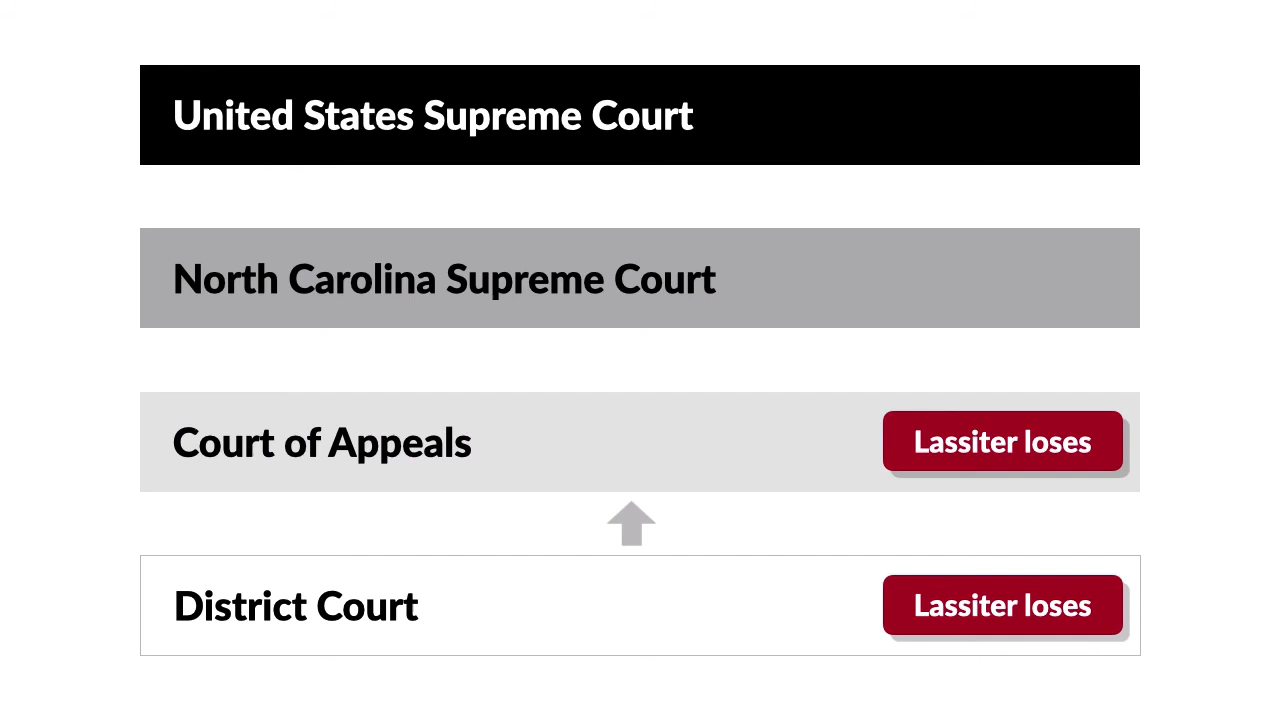 United States Supreme Court
North Carolina Supreme Court
Court of Appeals
Lassiter loses
District Court
Lassiter loses